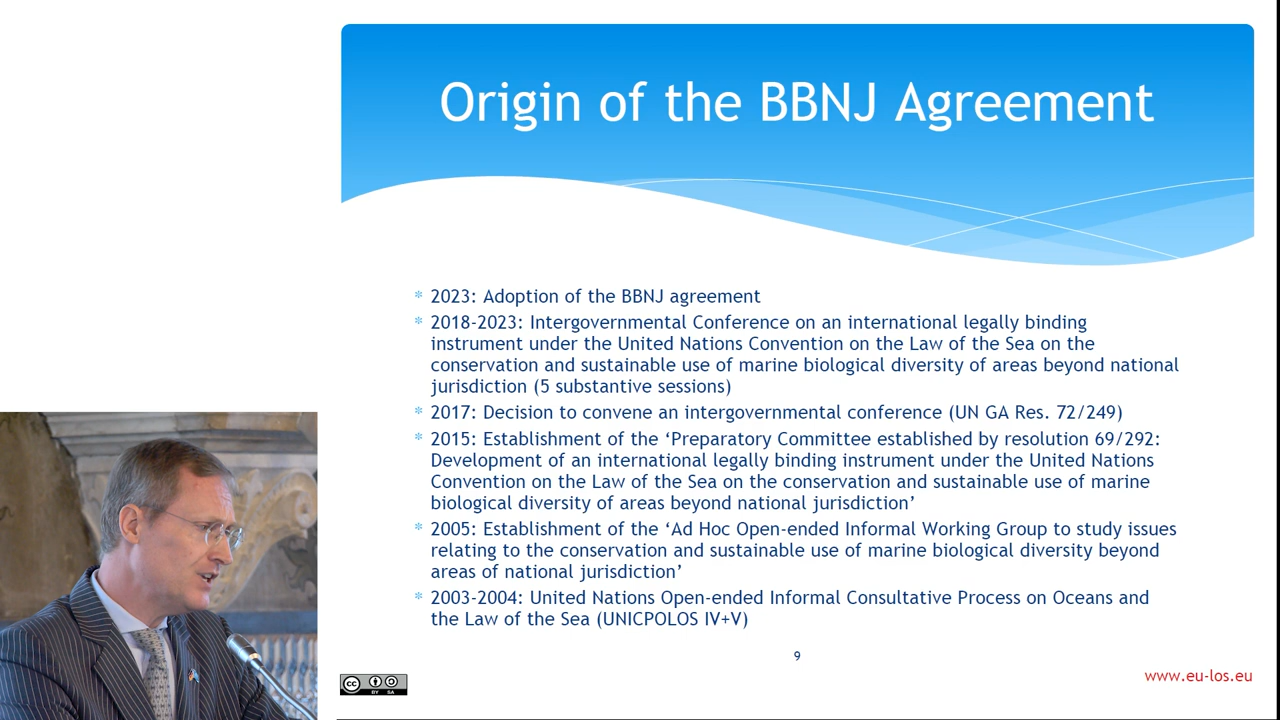 Origin of the BBNJ Agreement
* 2023: Adoption of the BBNJ agreement
* 2018-2023: Intergovernmental Conference on an international legally binding
instrument under the United Nations Convention on the Law of the Sea on the
conservation and sustainable use of marine biological diversity of areas beyond national
jurisdiction (5 substantive sessions)
* 2017: Decision to convene an intergovernmental conference (UN GA Res. 72/249)
* 2015: Establishment of the ‘Preparatory Committee established by resolution 69/292:
Development of an international legally binding instrument under the United Nations
Convention on the Law of the Sea on the conservation and sustainable use of marine
biological diversity of areas beyond national jurisdiction’
* 2005: Establishment of the ‘Ad Hoc Open-ended Informal Working Group to study issues
relating to the conservation and sustainable use of marine biological diversity beyond
areas of national jurisdiction’
* 2003-2004: United Nations Open-ended Informal Consultative Process on Oceans and
the Law of the Sea (UNICPOLOS IV+V)
9
www.eu-los.eu
cc
BY SA